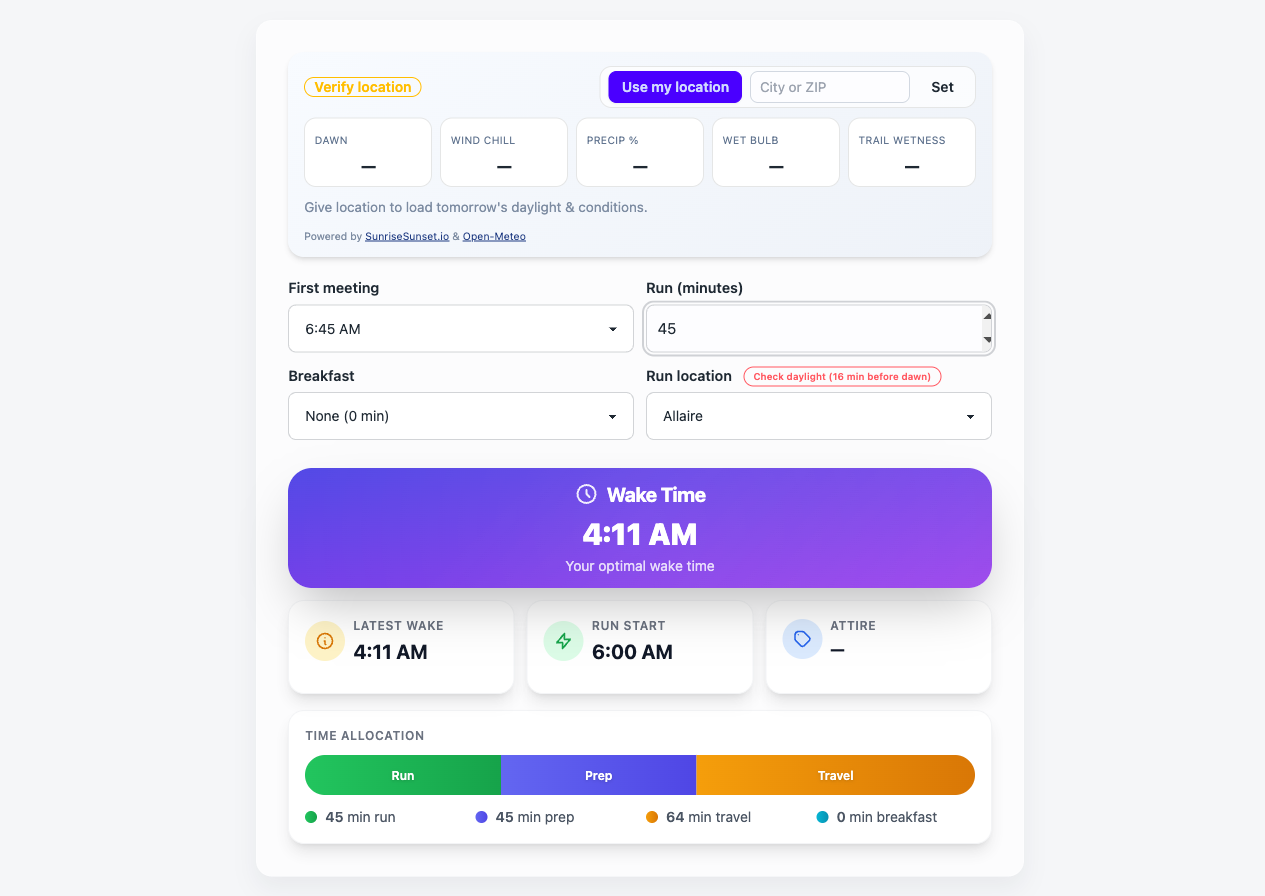 Verify location
Use my location
City or ZIP
Set
DAWN
WIND CHILL
PRECIP %
WET BULB
TRAIL WETNESS
—
—
—
—
—
Give location to load tomorrow's daylight & conditions.
Powered by SunriseSunset.io & Open-Meteo
First meeting
Run (minutes)
6:45 AM
45
Breakfast
Run location
Check daylight (16 min before dawn)
None (0 min)
Allaire
Wake Time
4:11 AM
Your optimal wake time
LATEST WAKE
4:11 AM
RUN START
6:00 AM
ATTIRE
—
TIME ALLOCATION
Run
Prep
Travel
45 min run
45 min prep
64 min travel
0 min breakfast